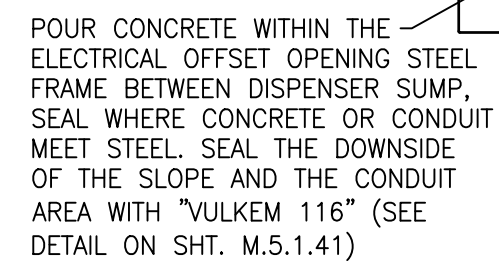 POUR CONCRETE WITHIN THE
ELECTRICAL OFFSET OPENING STEEL
FRAME BETWEEN DISPENSER SUMP,
SEAL WHERE CONCRETE OR CONDUIT
MEET STEEL. SEAL THE DOWNSIDE
OF THE SLOPE AND THE CONDUIT
AREA WITH "VULKEM 116" (SEE
DETAIL ON SHT. M.5.1.41)